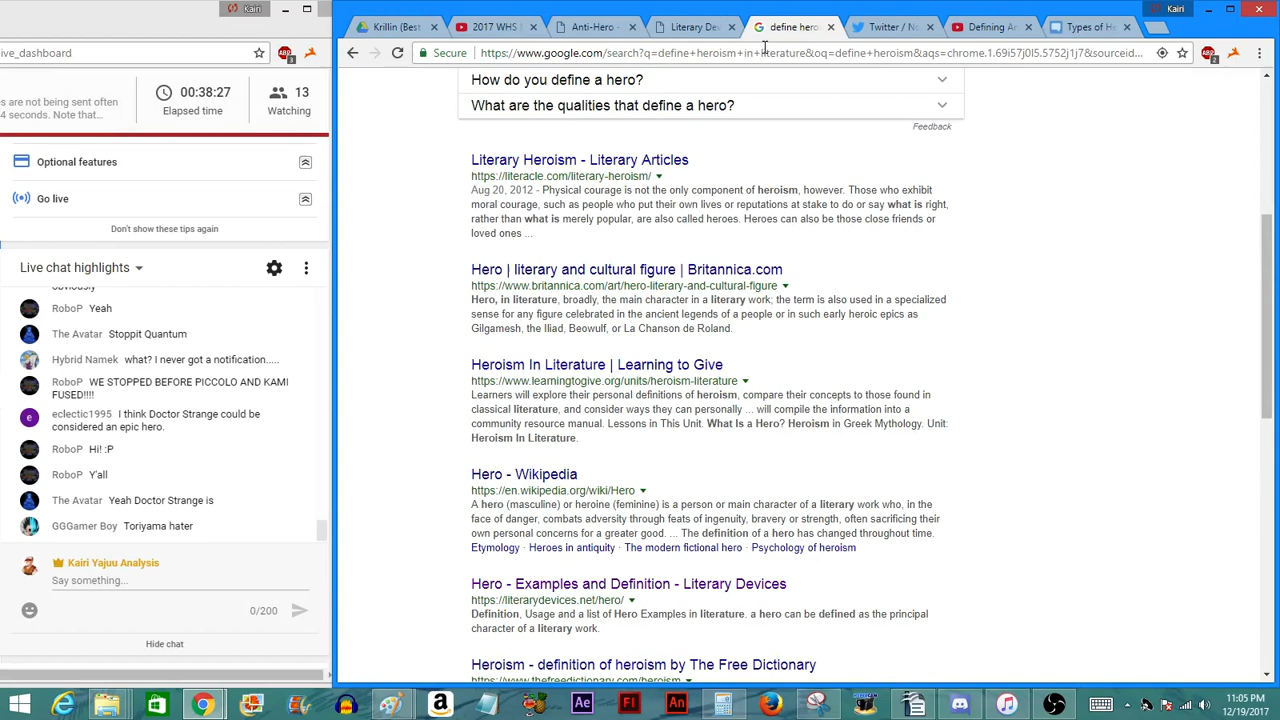 Kairi
Krillin (Best
2017 WHS
Anti-Hero -
Literary Dev
define hero
Twitter / No
Defining An
Types of He
Kairi
ive_dashboard
Secure
https://www.google.com/search?q=define+heroism+in+literature&oq=define+heroism&aqs=chrome.1.69i57j0l5.5752j1j7&sourceid...
es are not being sent often
4 seconds. Note that...
00:38:27
Elapsed time
13
Watching
Optional features
Go live
Don't show these tips again
Live chat highlights
obviously
RoboP Yeah
The Avatar Stoppit Quantum
Hybrid Namek what? I never got a notification.....
RoboP WE STOPPED BEFORE PICCOLO AND KAMI
FUSED!!!!
eclectic1995 I think Doctor Strange could be
considered an epic hero.
RoboP Hi! :P
RoboP Y'all
The Avatar Yeah Doctor Strange is
GGGamer Boy Toriyama hater
Kairi Yajuu Analysis
Say something...
0/200
Hide chat
How do you define a hero?
What are the qualities that define a hero?
Feedback
Literary Heroism - Literary Articles
https://literacle.com/literary-heroism/
Aug 20, 2012 - Physical courage is not the only component of heroism, however. Those who exhibit
moral courage, such as people who put their own lives or reputations at stake to do or say what is right,
rather than what is merely popular, are also called heroes. Heroes can also be those close friends or
loved ones ...
Hero | literary and cultural figure | Britannica.com
https://www.britannica.com/art/hero-literary-and-cultural-figure
Hero, in literature, broadly, the main character in a literary work; the term is also used in a specialized
sense for any figure celebrated in the ancient legends of a people or in such early heroic epics as
Gilgamesh, the Iliad, Beowulf, or La Chanson de Roland.
Heroism In Literature | Learning to Give
https://www.learningtogive.org/units/heroism-literature
Learners will explore their personal definitions of heroism, compare their concepts to those found in
classical literature, and consider ways they can personally ... will compile the information into a
community resource manual. Lessons in This Unit. What Is a Hero? Heroism in Greek Mythology. Unit:
Heroism In Literature.
Hero - Wikipedia
https://en.wikipedia.org/wiki/Hero
A hero (masculine) or heroine (feminine) is a person or main character of a literary work who, in the
face of danger, combats adversity through feats of ingenuity, bravery or strength, often sacrificing their
own personal concerns for a greater good. ... The definition of a hero has changed throughout time.
Etymology · Heroes in antiquity · The modern fictional hero · Psychology of heroism
Hero - Examples and Definition - Literary Devices
https://literarydevices.net/hero/
Definition, Usage and a list of Hero Examples in literature. a hero can be defined as the principal
character of a literary work.
Heroism - definition of heroism by The Free Dictionary
https://www.thefreedictionary.com/heroism
Ae
Fl
An
11:05 PM
12/19/2017